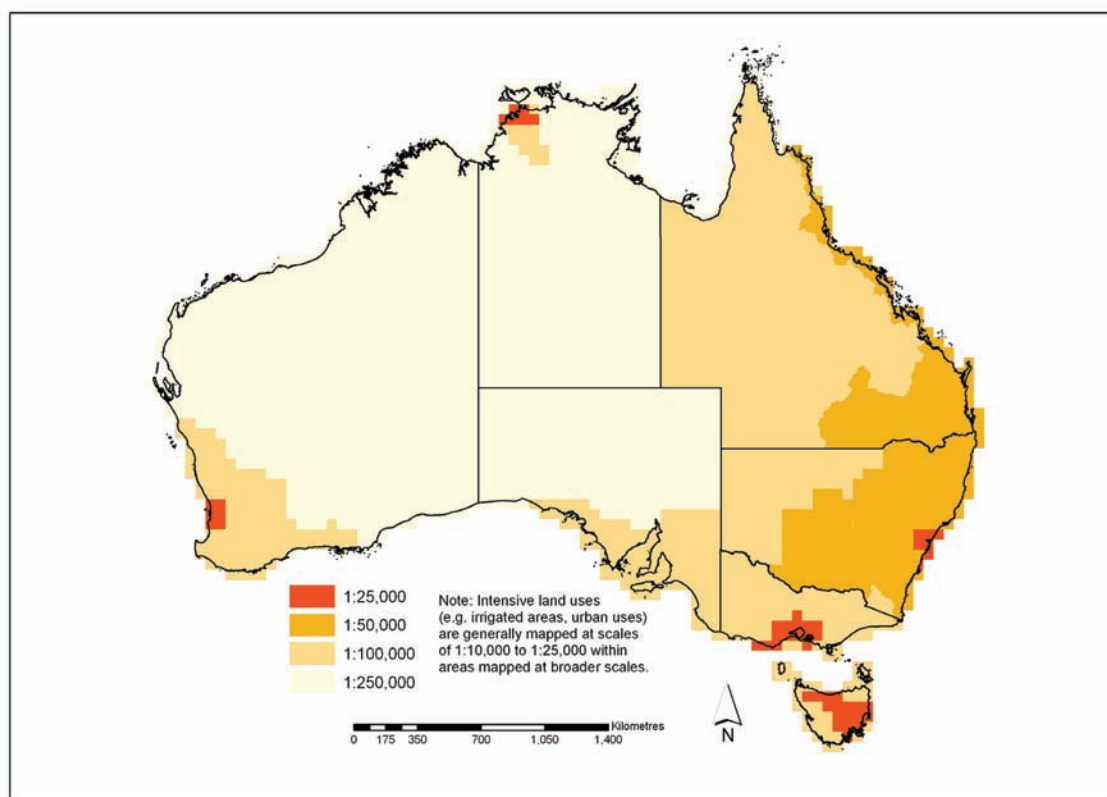 1:25,000
1:50,000
1:100,000
1:250,000
Note: Intensive land uses
(e.g. irrigated areas, urban uses)
are generally mapped at scales
of 1:10,000 to 1:25,000 within
areas mapped at broader scales.
Kilometres
0 175 350 700 1,050 1,400
N